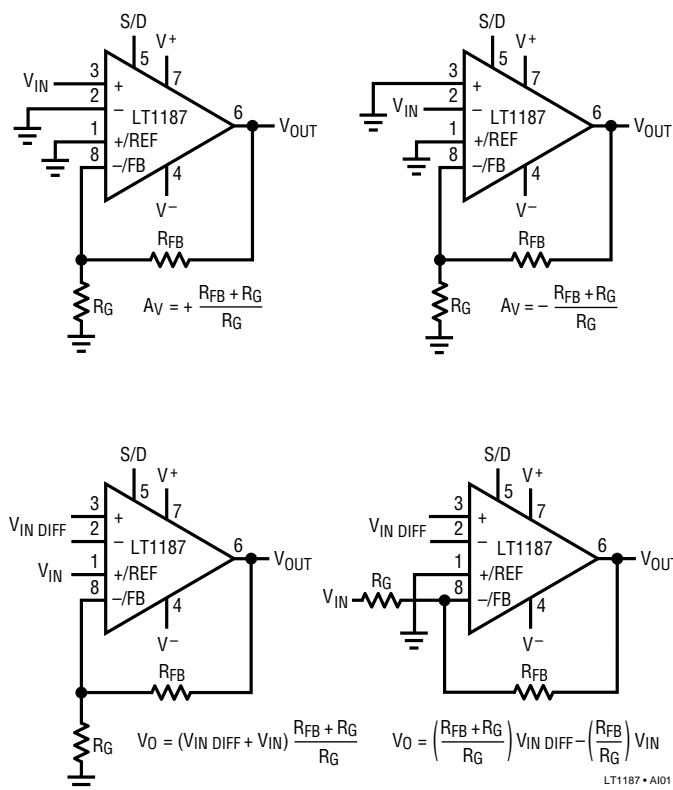 S/D
V+
5
3
VIN
+
7
2
–
LT1187
6
VOUT
1
+/REF
8
–/FB
4
V–
RFB
RG
AV = + RFB + RG
RG
S/D
V+
5
3
+
7
2
VIN
–
LT1187
6
VOUT
1
+/REF
8
–/FB
4
V–
RFB
RG
AV = – RFB + RG
RG
S/D
V+
5
3
VIN DIFF
+
7
2
–
LT1187
6
VOUT
1
VIN
+/REF
8
–/FB
4
V–
RFB
RG
VO = (VIN DIFF + VIN) RFB + RG
RG
S/D
V+
5
3
VIN DIFF
+
7
2
–
LT1187
6
VOUT
1
+/REF
RG
VIN
8
–/FB
4
V–
RFB
VO = (RFB + RG
RG) VIN DIFF – (RFB
RG) VIN
LT1187 • AI01